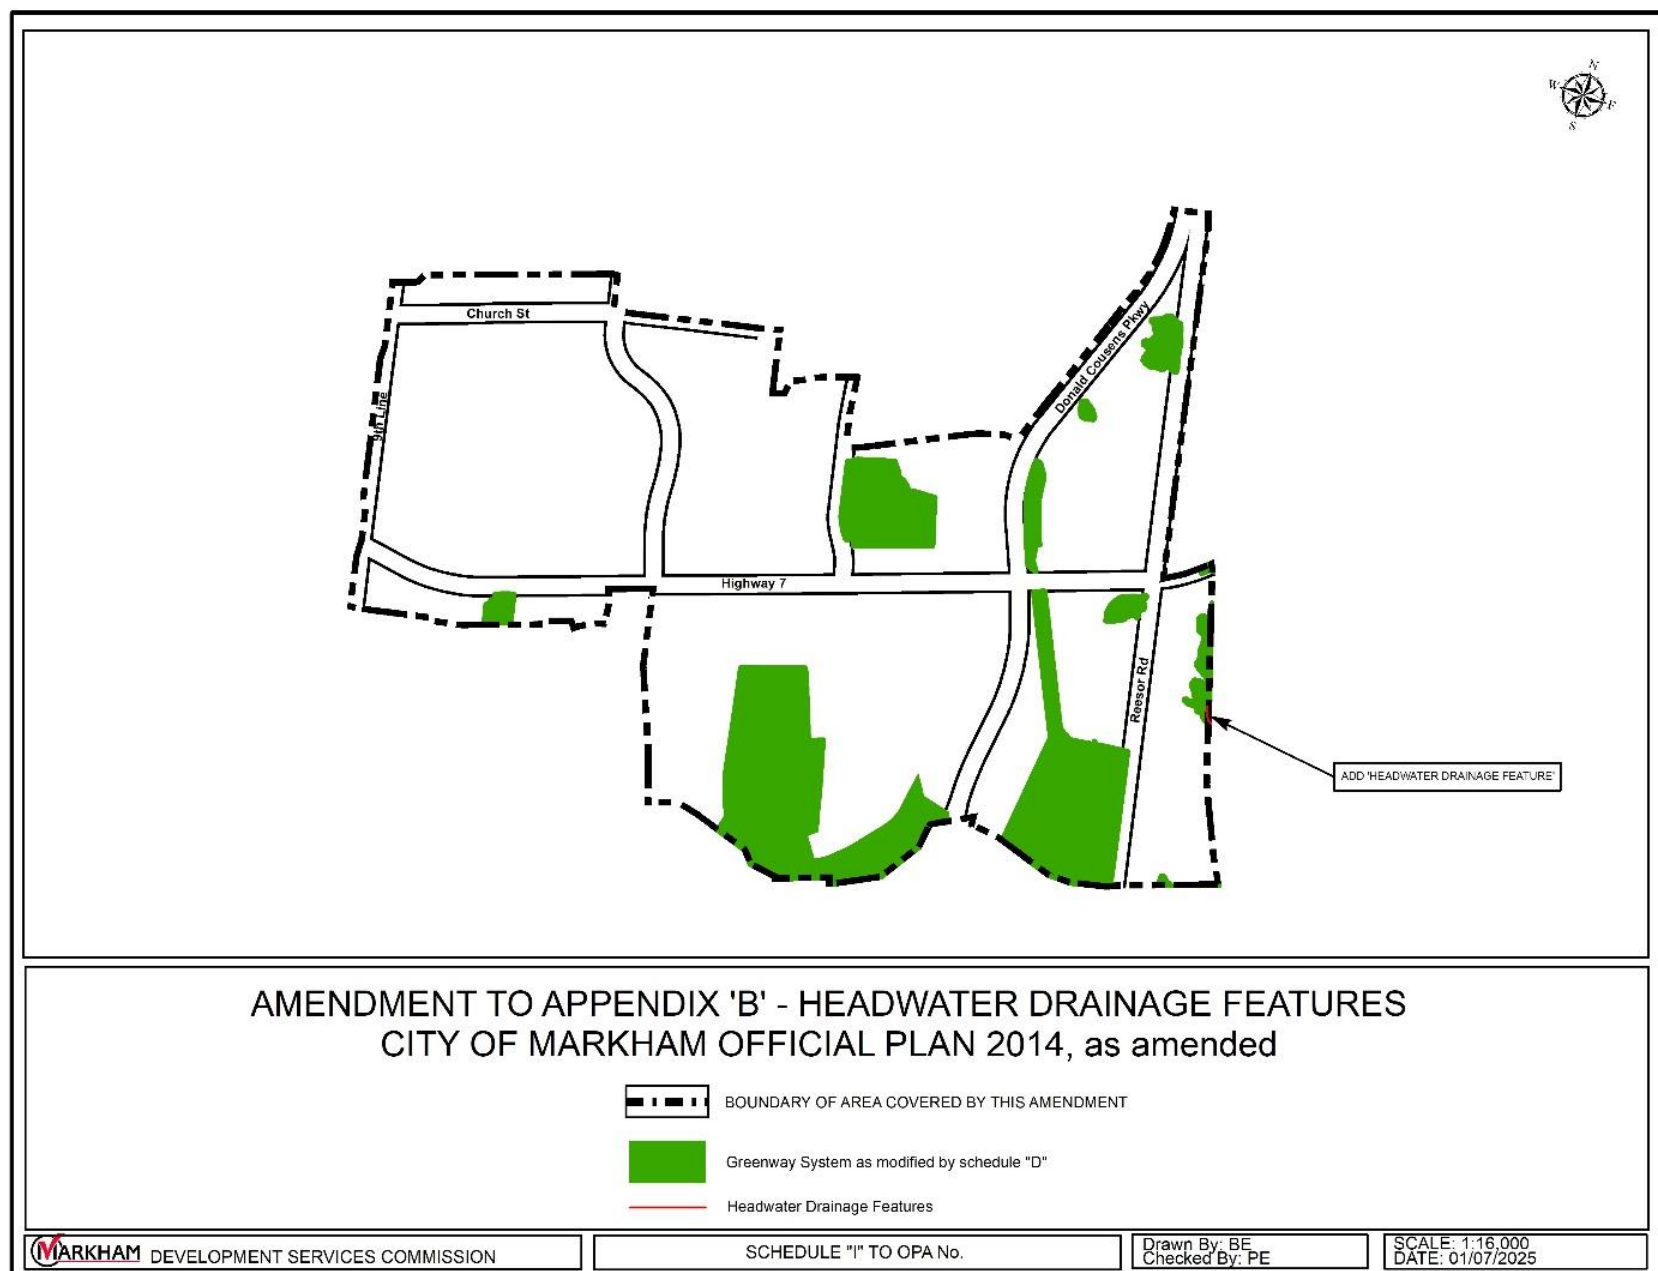 N
W
E
S
Church St
9th Line
Donald Cousens Pkwy
Highway 7
Reesor Rd
ADD 'HEADWATER DRAINAGE FEATURE'
AMENDMENT TO APPENDIX 'B' - HEADWATER DRAINAGE FEATURES
CITY OF MARKHAM OFFICIAL PLAN 2014, as amended
BOUNDARY OF AREA COVERED BY THIS AMENDMENT
Greenway System as modified by schedule "D"
Headwater Drainage Features
MARKHAM DEVELOPMENT SERVICES COMMISSION
SCHEDULE "I" TO OPA No.
Drawn By: BE
Checked By: PE
SCALE: 1:16,000
DATE: 01/07/2025